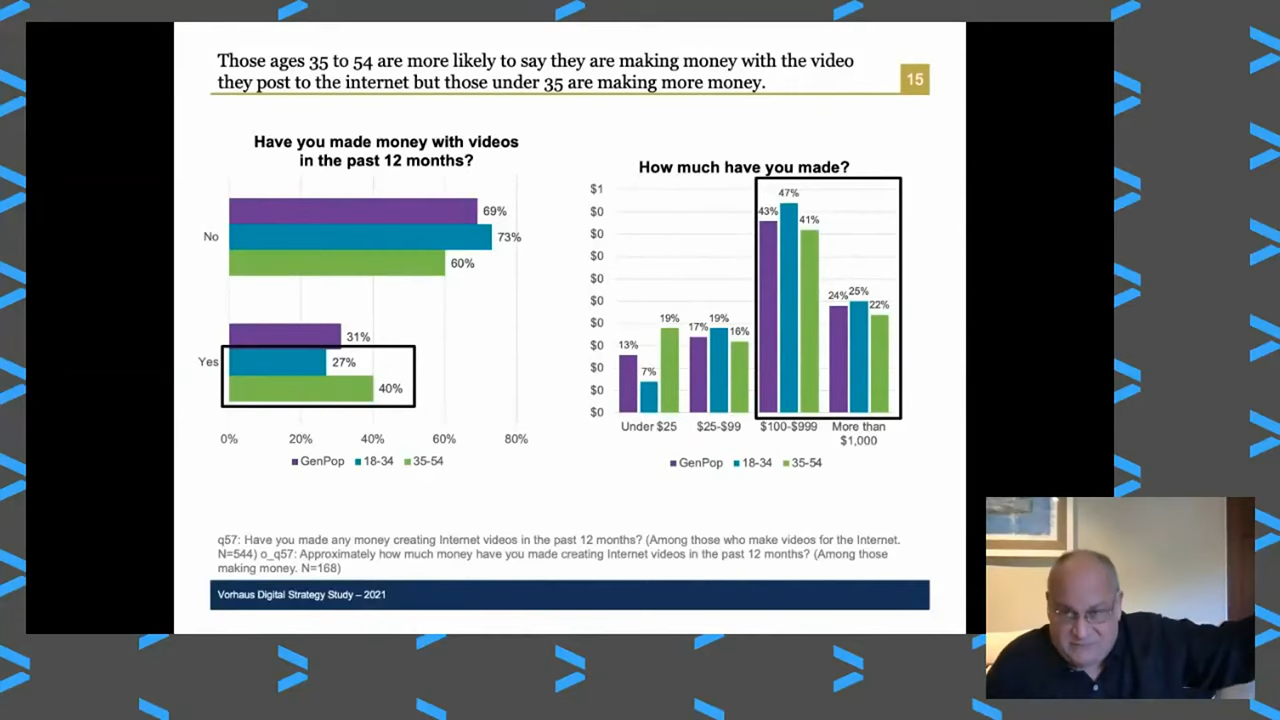 Those ages 35 to 54 are more likely to say they are making money with the video
they post to the internet but those under 35 are making more money.
15
Have you made money with videos
in the past 12 months?
No
69%
73%
60%
Yes
31%
27%
40%
0%
20%
40%
60%
80%
GenPop
18-34
35-54
How much have you made?
$1
$0
$0
$0
$0
$0
$0
$0
$0
$0
$0
13%
7%
19%
17%
19%
16%
43%
47%
41%
24%
25%
22%
Under $25
$25-$99
$100-$999
More than
$1,000
GenPop
18-34
35-54
q57: Have you made any money creating Internet videos in the past 12 months? (Among those who make videos for the Internet.
N=544) o_q57: Approximately how much money have you made creating Internet videos in the past 12 months? (Among those
making money. N=168)
Vorhaus Digital Strategy Study – 2021